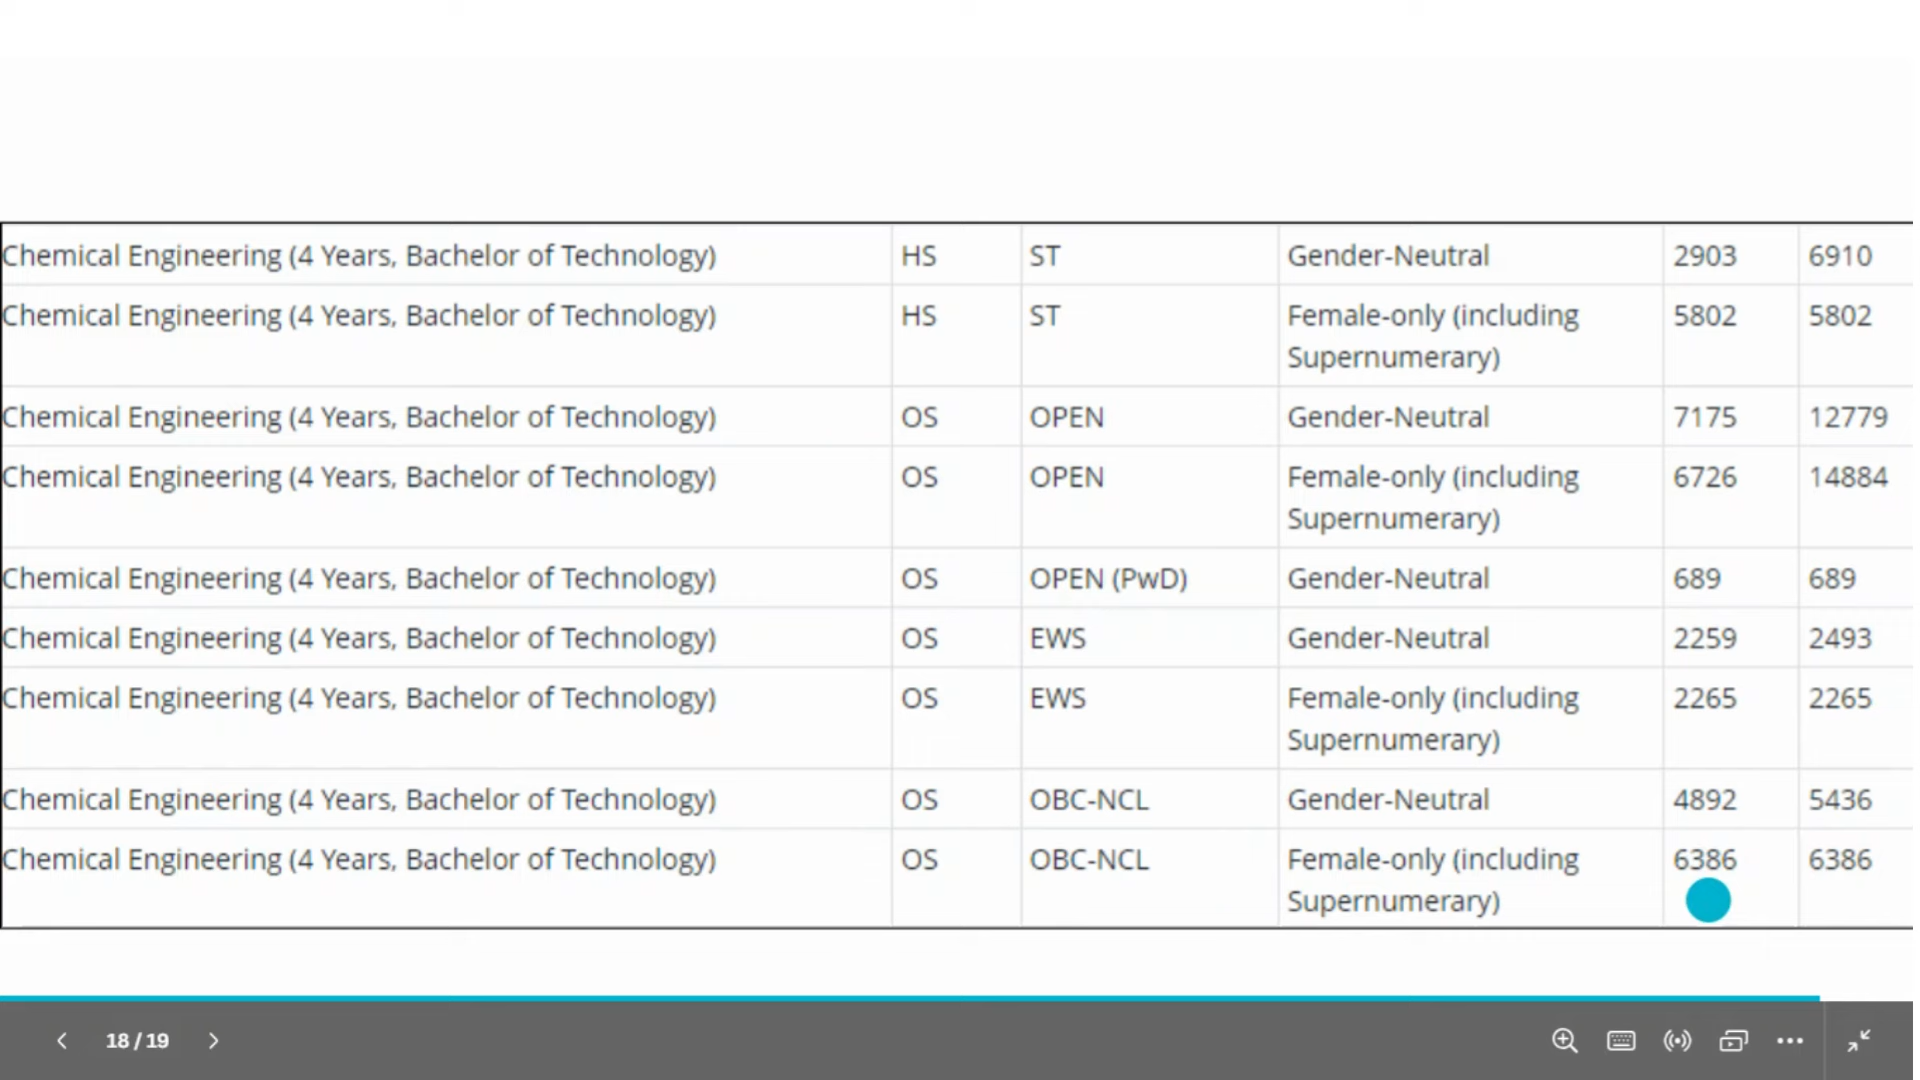 Chemical Engineering (4 Years, Bachelor of Technology) HS ST Gender-Neutral 2903 6910
Chemical Engineering (4 Years, Bachelor of Technology) HS ST Female-only (including 5802 5802
Supernumerary)
Chemical Engineering (4 Years, Bachelor of Technology) OS OPEN Gender-Neutral 7175 12779
Chemical Engineering (4 Years, Bachelor of Technology) OS OPEN Female-only (including 6726 14884
Supernumerary)
Chemical Engineering (4 Years, Bachelor of Technology) OS OPEN (PwD) Gender-Neutral 689 689
Chemical Engineering (4 Years, Bachelor of Technology) OS EWS Gender-Neutral 2259 2493
Chemical Engineering (4 Years, Bachelor of Technology) OS EWS Female-only (including 2265 2265
Supernumerary)
Chemical Engineering (4 Years, Bachelor of Technology) OS OBC-NCL Gender-Neutral 4892 5436
Chemical Engineering (4 Years, Bachelor of Technology) OS OBC-NCL Female-only (including 6386 6386
Supernumerary)
18 / 19